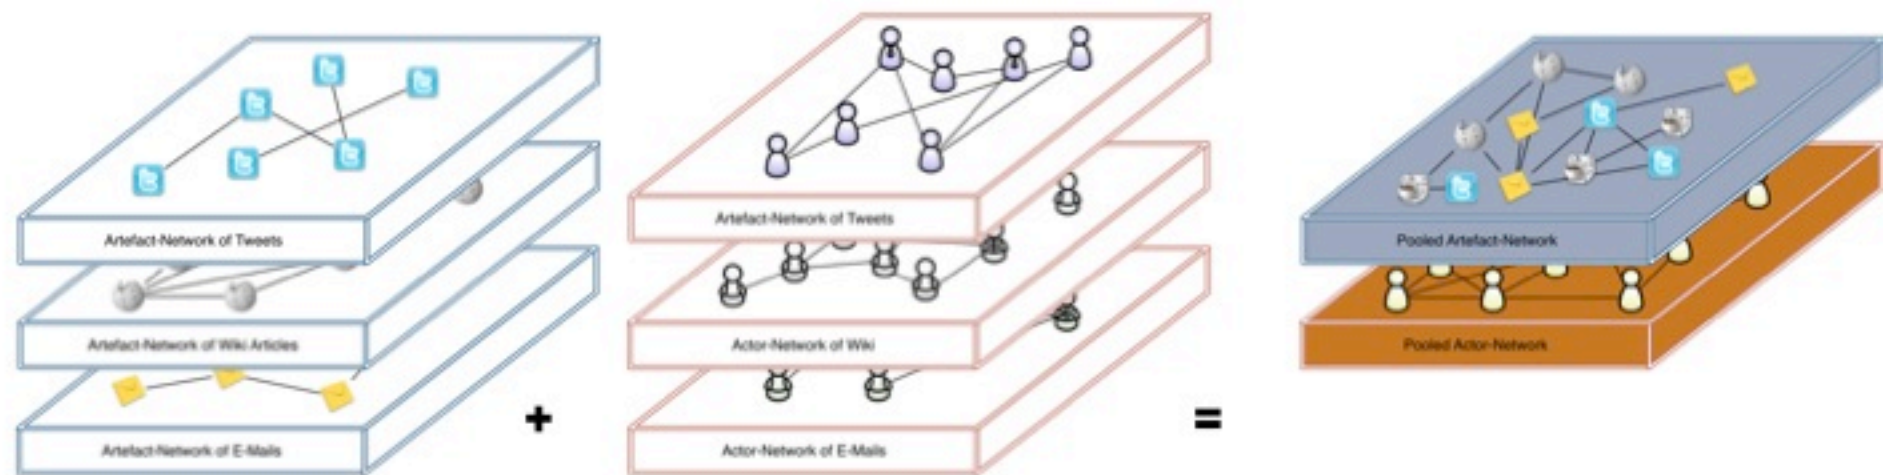 Artefact-Network of Tweets
Artefact-Network of Wiki Articles
Artefact-Network of E-Mails
+
Artefact-Network of Tweets
Actor-Network of Wiki
Actor-Network of E-Mails
=
Pooled Artefact-Network
Pooled Actor-Network